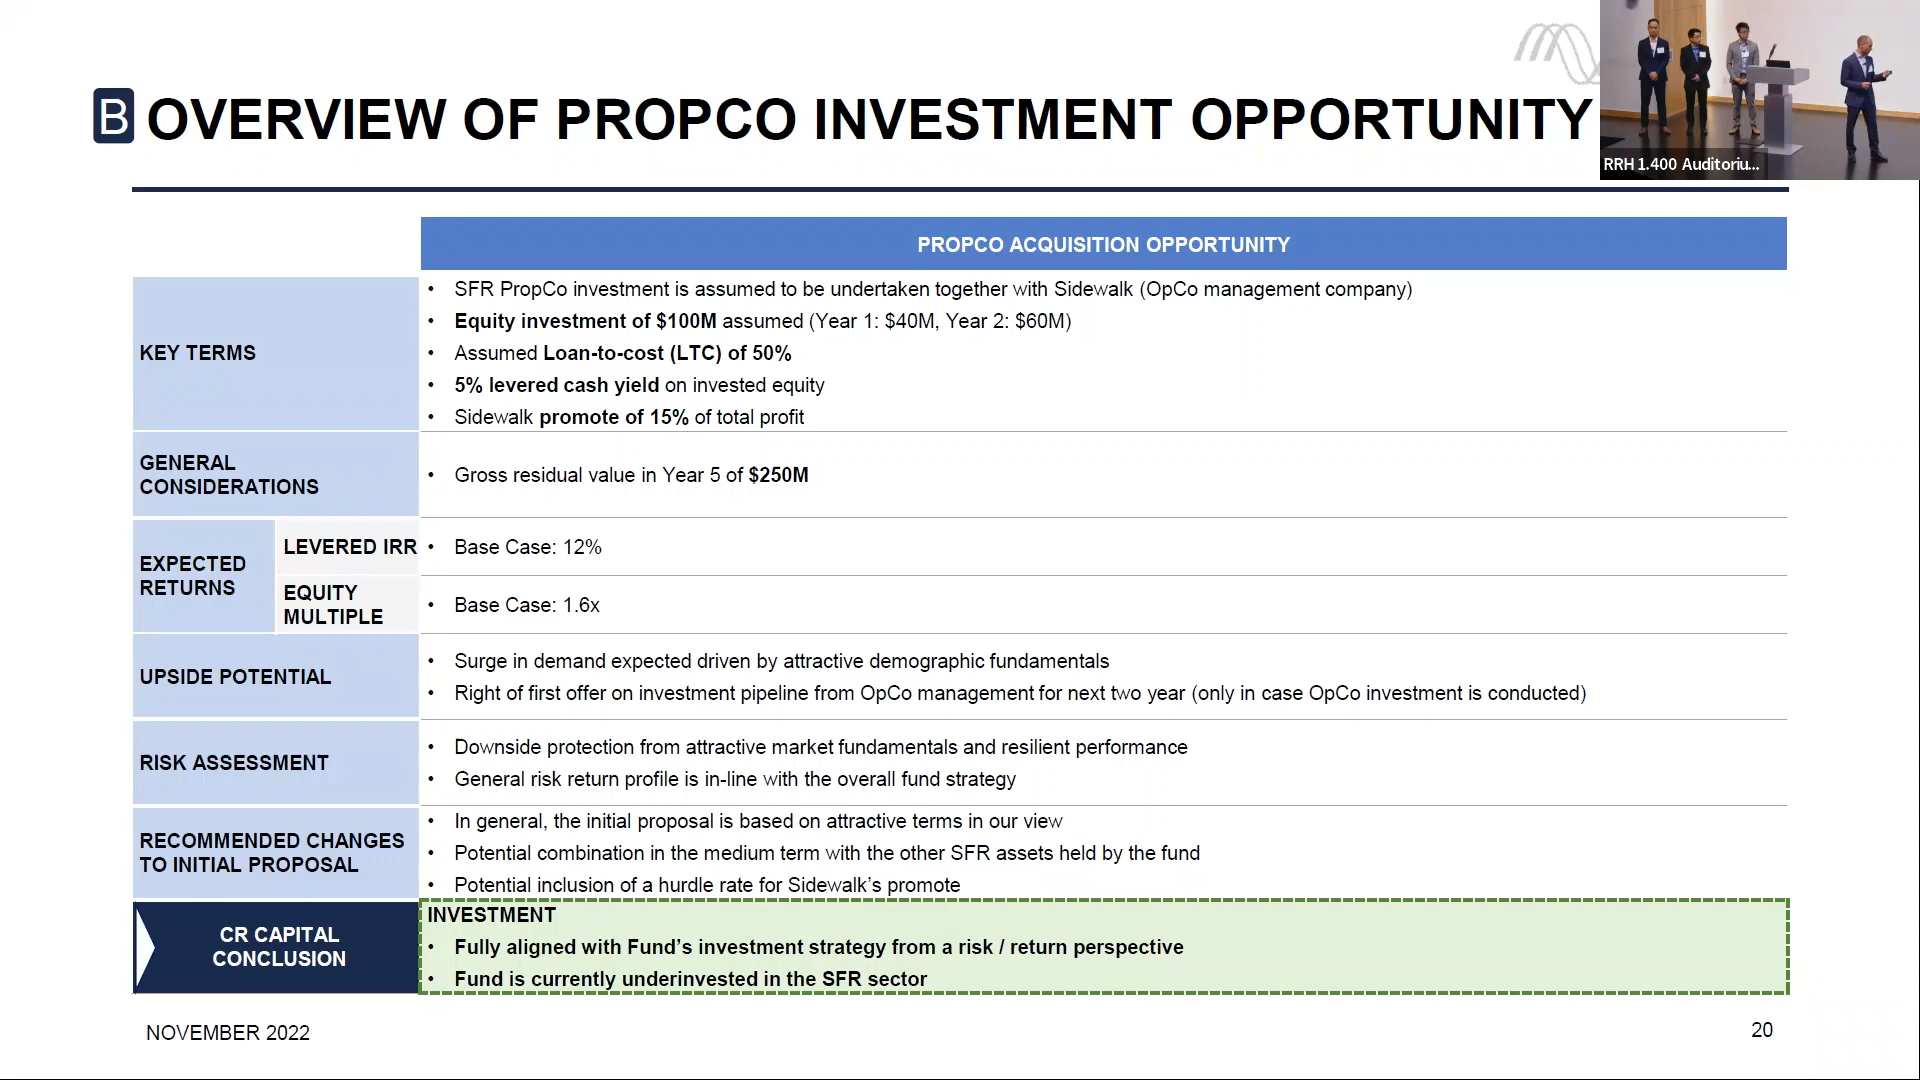 B OVERVIEW OF PROPCO INVESTMENT OPPORTUNITY
RRH 1.400 Auditoriu...
PROPCO ACQUISITION OPPORTUNITY
KEY TERMS
• SFR PropCo investment is assumed to be undertaken together with Sidewalk (OpCo management company)
• Equity investment of $100M assumed (Year 1: $40M, Year 2: $60M)
• Assumed Loan-to-cost (LTC) of 50%
• 5% levered cash yield on invested equity
• Sidewalk promote of 15% of total profit
GENERAL
CONSIDERATIONS
• Gross residual value in Year 5 of $250M
EXPECTED
RETURNS
LEVERED IRR
• Base Case: 12%
EQUITY
MULTIPLE
• Base Case: 1.6x
UPSIDE POTENTIAL
• Surge in demand expected driven by attractive demographic fundamentals
• Right of first offer on investment pipeline from OpCo management for next two year (only in case OpCo investment is conducted)
RISK ASSESSMENT
• Downside protection from attractive market fundamentals and resilient performance
• General risk return profile is in-line with the overall fund strategy
RECOMMENDED CHANGES
TO INITIAL PROPOSAL
• In general, the initial proposal is based on attractive terms in our view
• Potential combination in the medium term with the other SFR assets held by the fund
• Potential inclusion of a hurdle rate for Sidewalk's promote
CR CAPITAL
CONCLUSION
INVESTMENT
• Fully aligned with Fund's investment strategy from a risk / return perspective
• Fund is currently underinvested in the SFR sector
NOVEMBER 2022
20